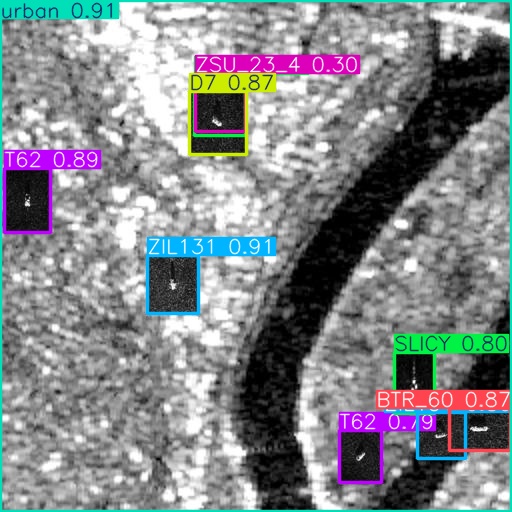 urban 0.91
ZSU_23_4 0.30
D7 0.87
T62 0.89
ZIL131 0.91
SLICY 0.80
BTR_60 0.87
T62 0.79